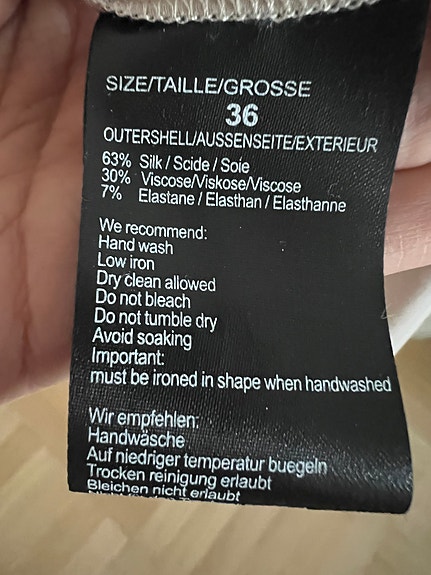 SIZE/TAILLE/GROSSE
36
OUTERSHELL/AUSSENSEITE/EXTERIEUR
63% Silk / Scide / Soie
30% Viscose/Viskose/Viscose
7% Elastane / Elasthan / Elasthanne
We recommend:
Hand wash
Low iron
Dry clean allowed
Do not bleach
Do not tumble dry
Avoid soaking
Important:
must be ironed in shape when handwashed
Wir empfehlen:
Handwäsche
Auf niedriger temperatur buegeln
Trocken reinigung erlaubt
Bleichen nicht erlaubt